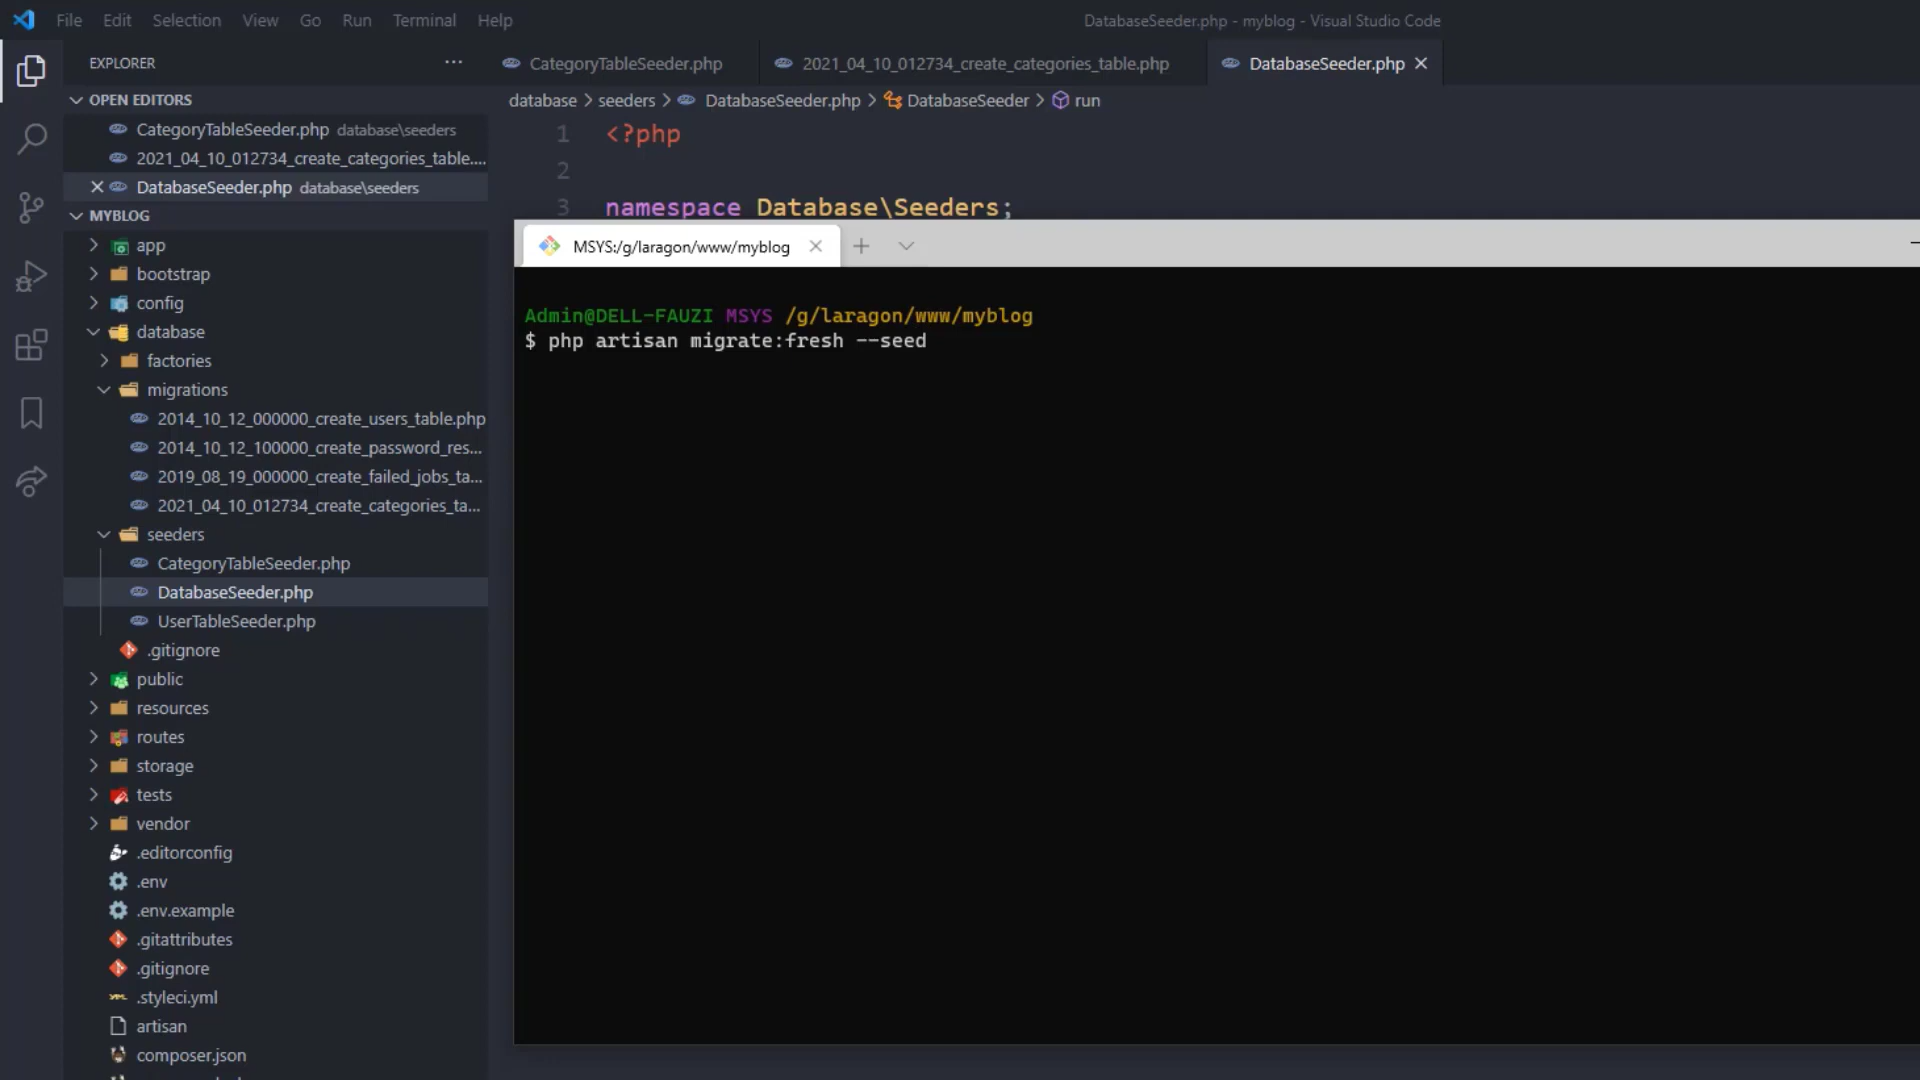 File Edit Selection View Go Run Terminal Help
DatabaseSeeder.php - myblog - Visual Studio Code
EXPLORER
OPEN EDITORS
CategoryTableSeeder.php database\seeders
2021_04_10_012734_create_categories_table....
DatabaseSeeder.php database\seeders
MYBLOG
app
bootstrap
config
database
factories
migrations
2014_10_12_000000_create_users_table.php
2014_10_12_100000_create_password_res...
2019_08_19_000000_create_failed_jobs_ta...
2021_04_10_012734_create_categories_ta...
seeders
CategoryTableSeeder.php
DatabaseSeeder.php
UserTableSeeder.php
.gitignore
public
resources
routes
storage
tests
vendor
.editorconfig
.env
.env.example
.gitattributes
.gitignore
.styleci.yml
artisan
composer.json
CategoryTableSeeder.php
2021_04_10_012734_create_categories_table.php
DatabaseSeeder.php
database > seeders > DatabaseSeeder.php > DatabaseSeeder > run
1 <?php
2
3 namespace Database\Seeders;
MSYS:/g/laragon/www/myblog
Admin@DELL-FAUZI MSYS /g/laragon/www/myblog
$ php artisan migrate:fresh --seed